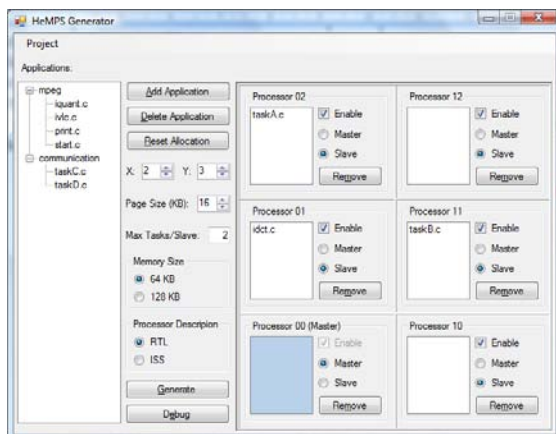 HeMPS Generator
Project
Applications:
mpeg
iquant.c
ivlc.c
print.c
start.c
communication
taskC.c
taskD.c
Add Application
Delete Application
Reset Allocation
X: 2 Y: 3
Page Size (KB): 16
Max Tasks/Slave: 2
Memory Size
64 KB
128 KB
Processor Descripion
RTL
ISS
Generate
Debug
Processor 02
taskA.c
Enable
Master
Slave
Remove
Processor 12
Enable
Master
Slave
Remove
Processor 01
idct.c
Enable
Master
Slave
Remove
Processor 11
taskB.c
Enable
Master
Slave
Remove
Processor 00 (Master)
Enable
Master
Slave
Remove
Processor 10
Enable
Master
Slave
Remove